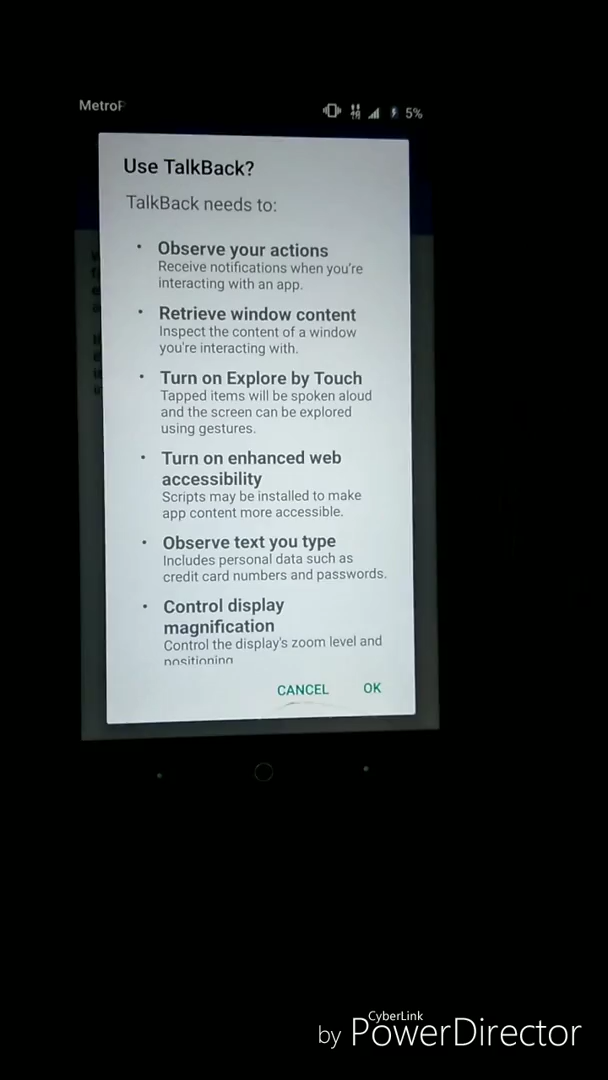 MetroP
5%
Use TalkBack?
TalkBack needs to:
• Observe your actions
Receive notifications when you're
interacting with an app.
• Retrieve window content
Inspect the content of a window
you're interacting with.
• Turn on Explore by Touch
Tapped items will be spoken aloud
and the screen can be explored
using gestures.
• Turn on enhanced web
accessibility
Scripts may be installed to make
app content more accessible.
• Observe text you type
Includes personal data such as
credit card numbers and passwords.
• Control display
magnification
Control the display's zoom level and
positioning
CANCEL OK
CyberLink
by PowerDirector